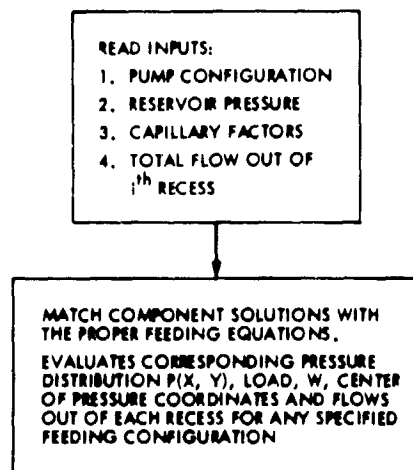 READ INPUTS:
1. PUMP CONFIGURATION
2. RESERVOIR PRESSURE
3. CAPILLARY FACTORS
4. TOTAL FLOW OUT OF
i th RECESS
MATCH COMPONENT SOLUTIONS WITH
THE PROPER FEEDING EQUATIONS.
EVALUATES CORRESPONDING PRESSURE
DISTRIBUTION P(X, Y), LOAD, W, CENTER
OF PRESSURE COORDINATES AND FLOWS
OUT OF EACH RECESS FOR ANY SPECIFIED
FEEDING CONFIGURATION